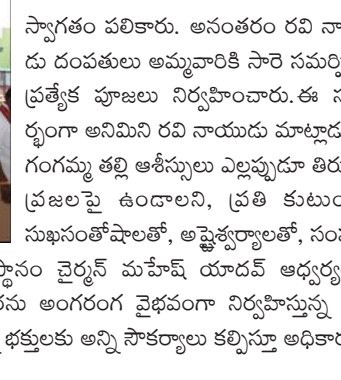 స్వాగతం పలికారు. అనంతరం రవి నా
డు దంపతులు అమ్మవారికి సారె సమర్పి
ప్రత్యేక పూజలు నిర్వహించారు.ఈ స
ర్భంగా అనిమిని రవి నాయుడు మాట్లాడ
గంగమ్మ తల్లి ఆశీస్సులు ఎల్లప్పుడూ తిరు
ప్రజలపై ఉండాలని, ప్రతి కుటుం
సుఖసంతోషాలతో, అష్టైశ్వర్యాలతో, సం
స్థానం చైర్మన్ మహేష్ యాదవ్ ఆధ్వర్య
రను అంగరంగ వైభవంగా నిర్వహిస్తున్న
భక్తులకు అన్ని సౌకర్యాలు కల్పిస్తూ అధికార